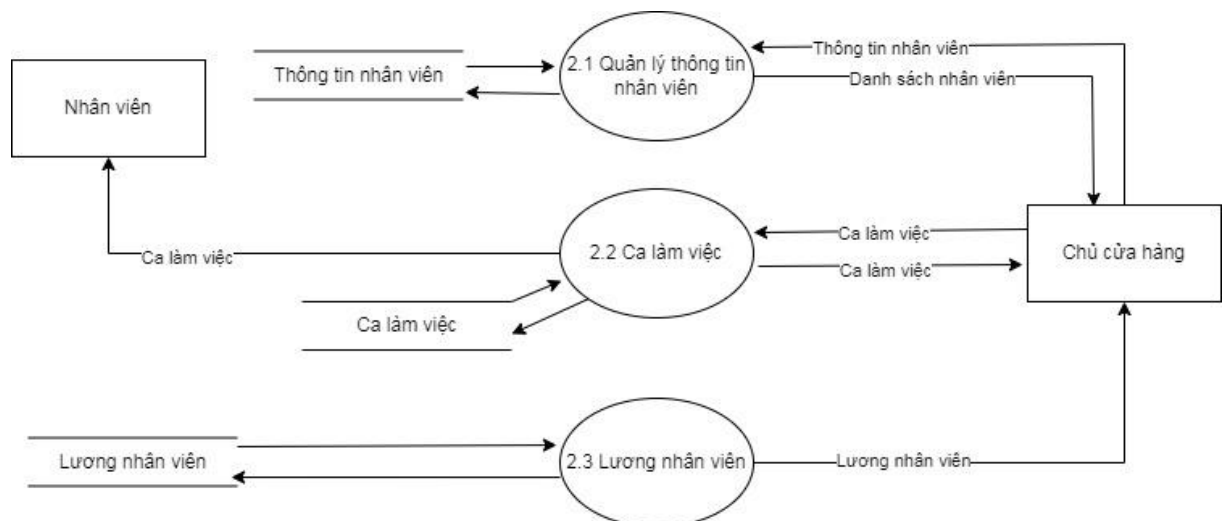 Thông tin nhân viên
2.1 Quản lý thông tin
nhân viên
Thông tin nhân viên
Danh sách nhân viên
Nhân viên
Ca làm việc
2.2 Ca làm việc
Ca làm việc
Ca làm việc
Chủ cửa hàng
Ca làm việc
Lương nhân viên
2.3 Lương nhân viên
Lương nhân viên